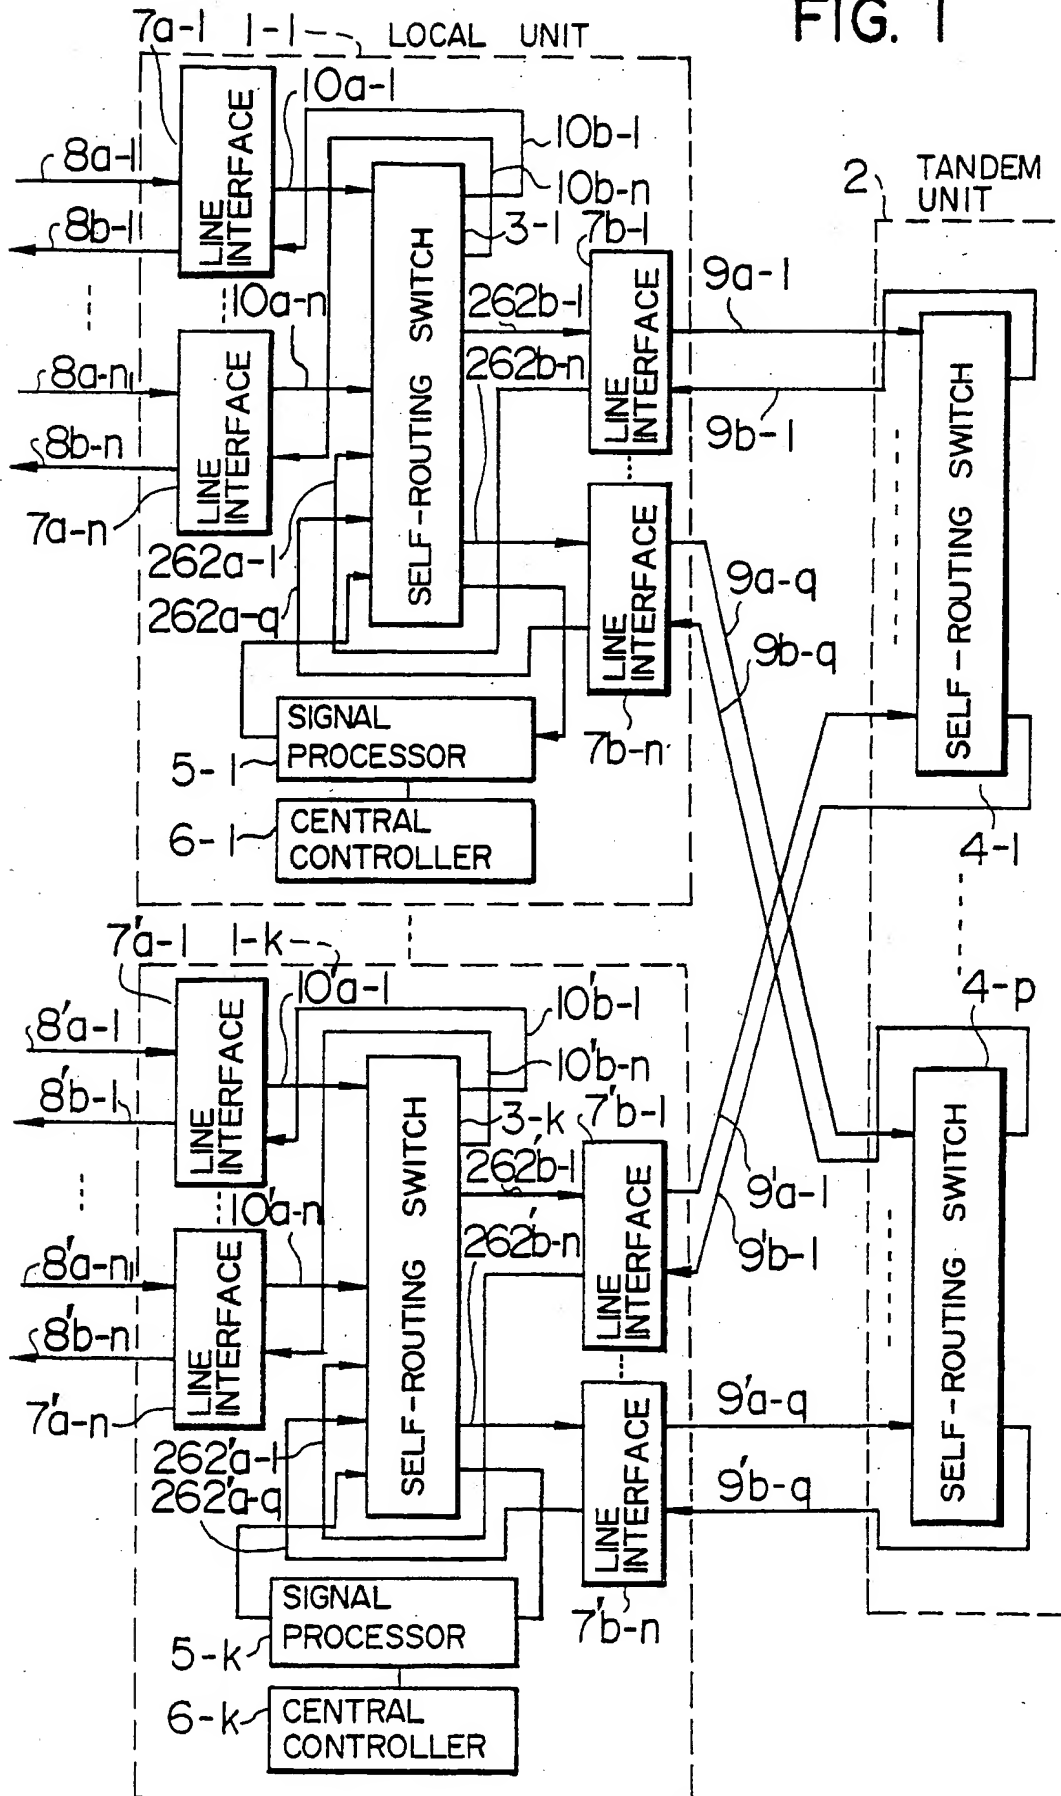 FIG. 1
7a-1
1-1
LOCAL UNIT
10a-1
10b-1
8a-1
LINE
INTERFACE
10b-n
2
TANDEM
UNIT
8b-1
3-1
7b-1
9a-1
10a-n
262b-1
SELF-ROUTING SWITCH
LINE
INTERFACE
262b-n
8a-n
LINE
INTERFACE
9b-1
8b-n
SELF-ROUTING SWITCH
7a-n
262a-1
9a-q
262a-q
LINE
INTERFACE
9b-q
SIGNAL
PROCESSOR
7b-n
5-1
6-1
CENTRAL
CONTROLLER
4-1
7'a-1
1-k
10'a-1
10'b-1
4-p
8'a-1
LINE
INTERFACE
10'b-n
8'b-1
3-k
7'b-1
262'b-1
9'a-1
10'a-n
262'b-n
9'b-1
SELF-ROUTING SWITCH
LINE
INTERFACE
8'a-n
LINE
INTERFACE
SELF-ROUTING SWITCH
8'b-n
7'a-n
9'a-q
262'a-1
262'a-q
9'b-q
LINE
INTERFACE
SIGNAL
PROCESSOR
7'b-n
5-k
6-k
CENTRAL
CONTROLLER